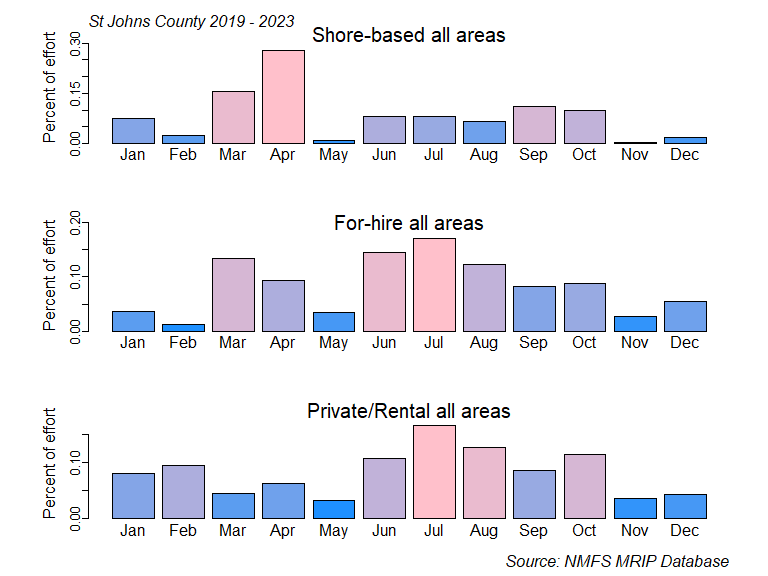 St Johns County 2019 - 2023
Shore-based all areas
Percent of effort
0.00 0.15 0.30
Jan Feb Mar Apr May Jun Jul Aug Sep Oct Nov Dec
For-hire all areas
Percent of effort
0.00 0.10 0.20
Jan Feb Mar Apr May Jun Jul Aug Sep Oct Nov Dec
Private/Rental all areas
Percent of effort
0.00 0.10
Jan Feb Mar Apr May Jun Jul Aug Sep Oct Nov Dec
Source: NMFS MRIP Database